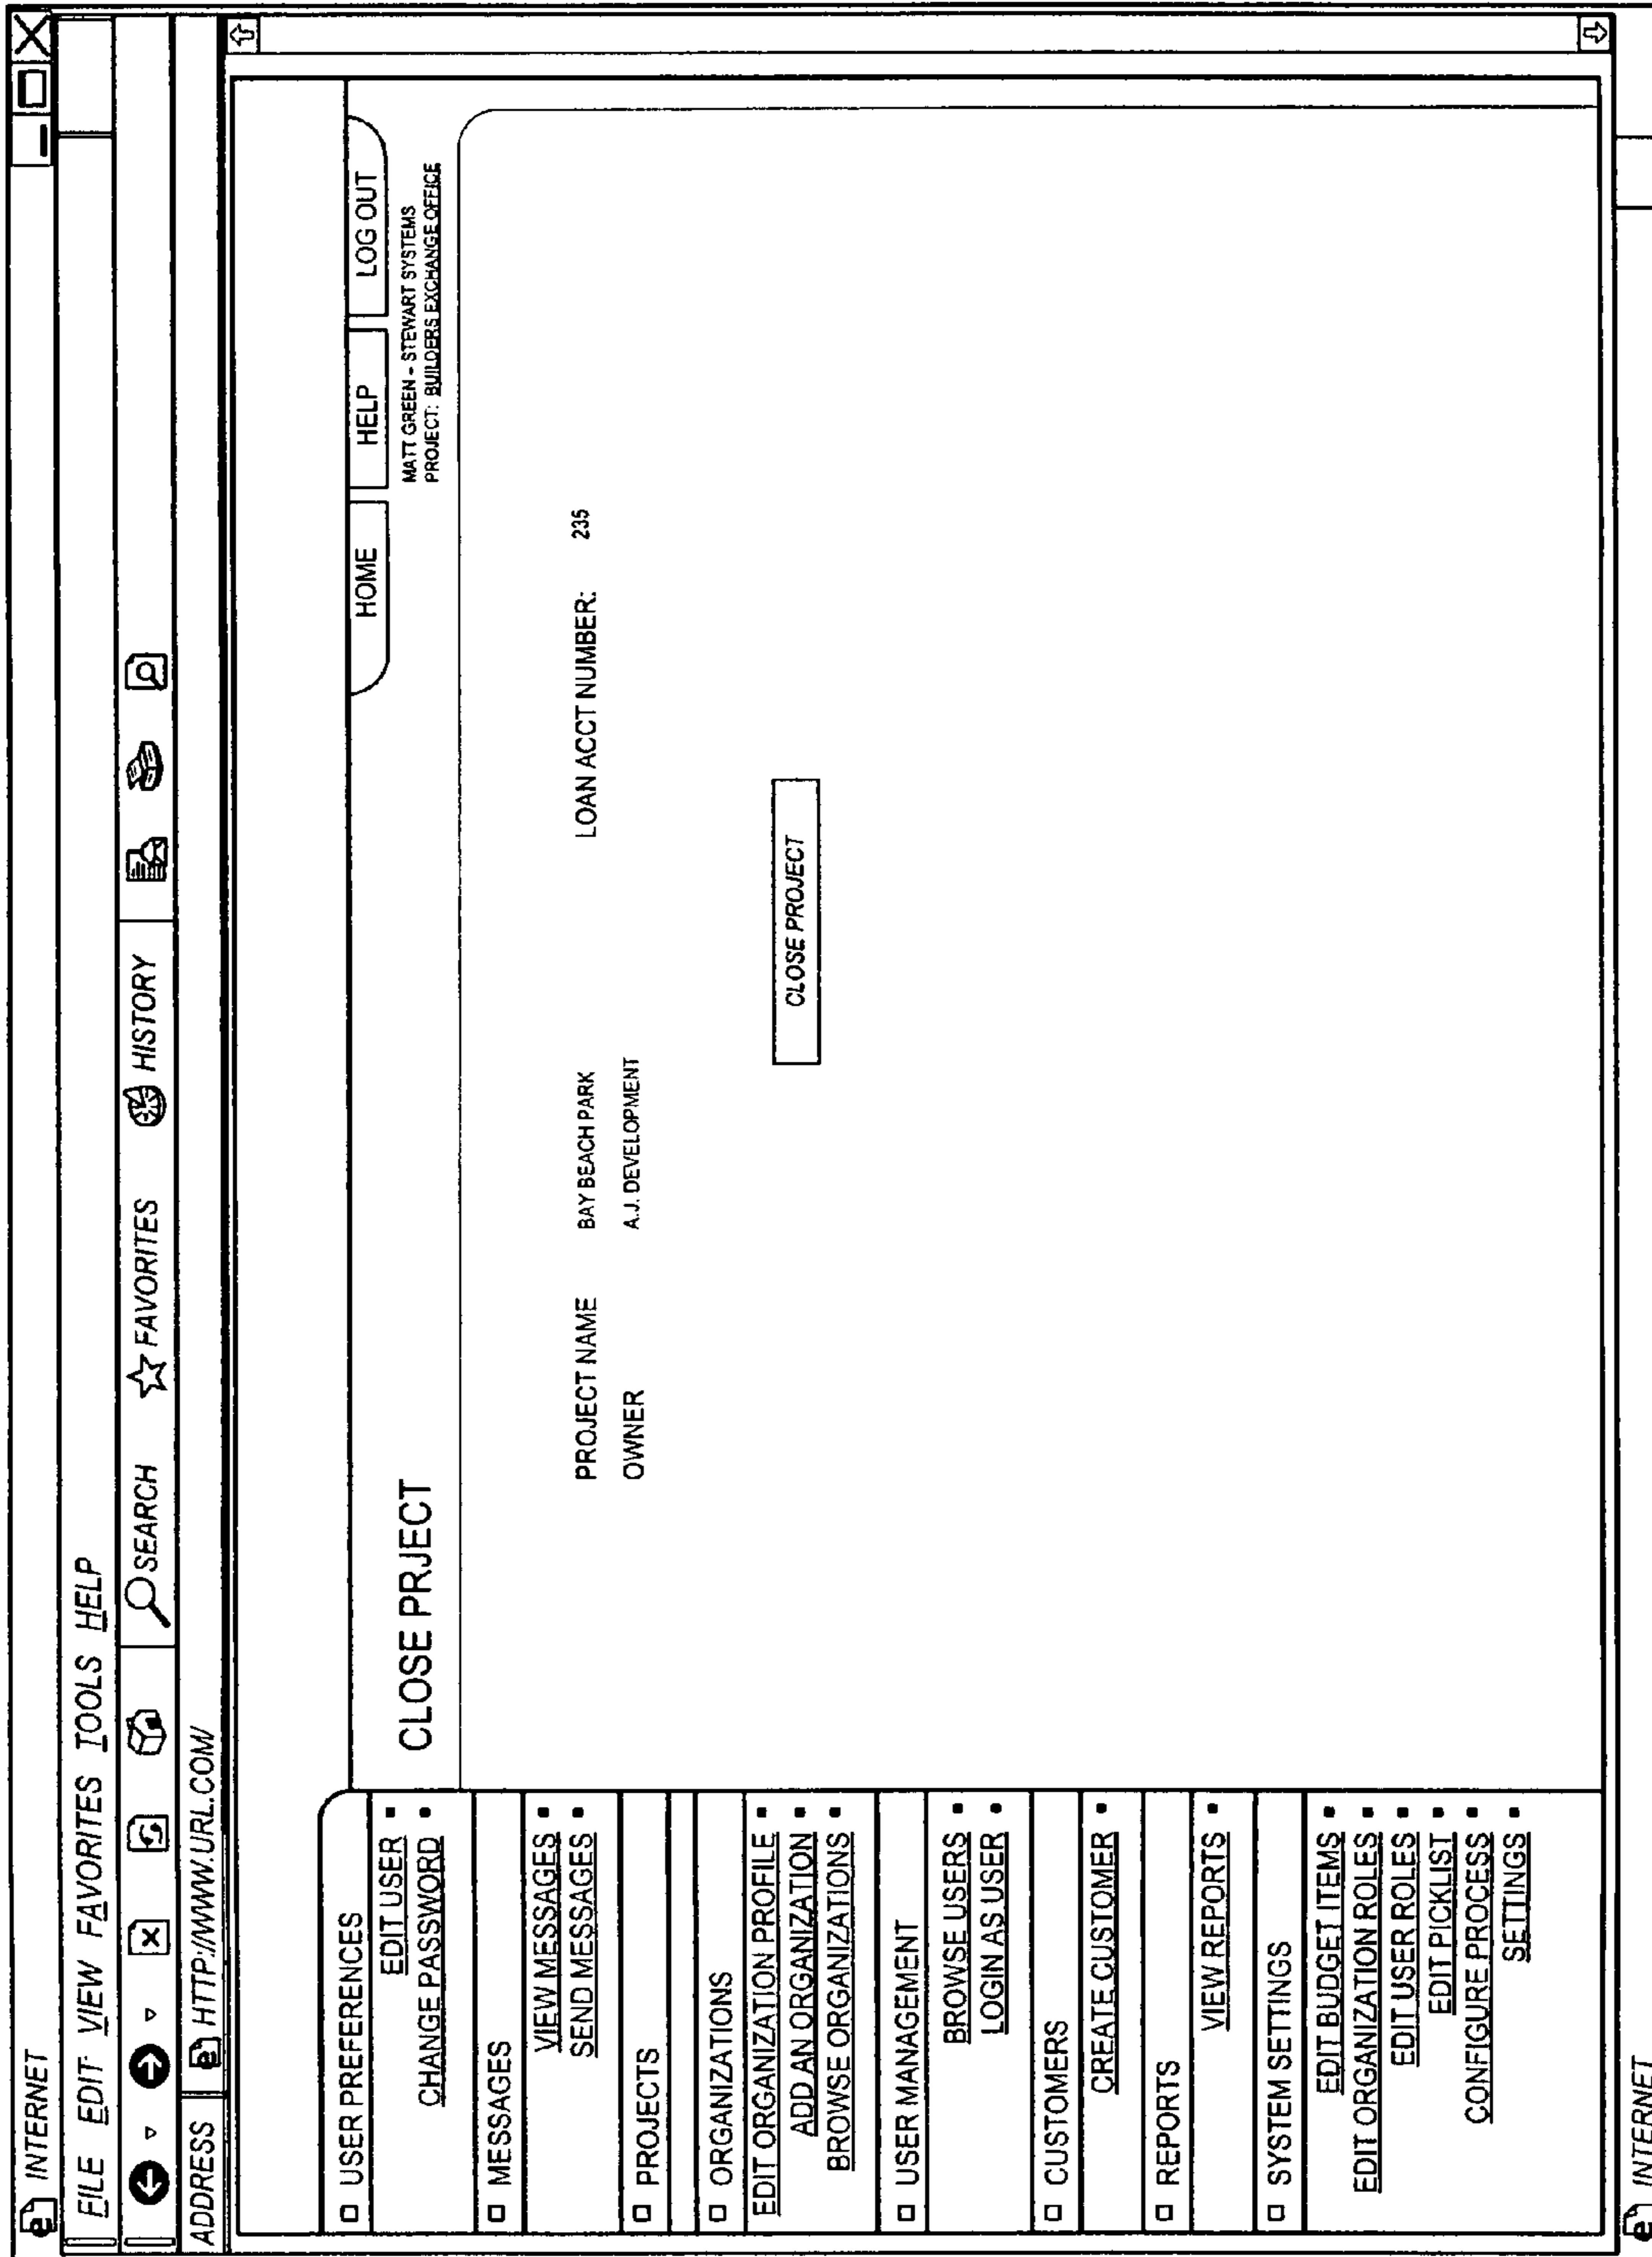 INTERNET
FILE EDIT VIEW FAVORITES TOOLS HELP
SEARCH FAVORITES HISTORY
ADDRESS HTTP://WWW.URL.COM/
HOME HELP LOG OUT
CLOSE PRJECT
MATT GREEN - STEWART SYSTEMS
PROJECT: BUILDERS EXCHANGE OFFICE
USER PREFERENCES
EDIT USER
CHANGE PASSWORD
MESSAGES
VIEW MESSAGES
SEND MESSAGES
PROJECTS
ORGANIZATIONS
EDIT ORGANIZATION PROFILE
ADD AN ORGANIZATION
BROWSE ORGANIZATIONS
USER MANAGEMENT
BROWSE USERS
LOGIN AS USER
CUSTOMERS
CREATE CUSTOMER
REPORTS
VIEW REPORTS
SYSTEM SETTINGS
EDIT BUDGET ITEMS
EDIT ORGANIZATION ROLES
EDIT USER ROLES
EDIT PICKLIST
CONFIGURE PROCESS
SETTINGS
PROJECT NAME BAY BEACH PARK LOAN ACCT NUMBER: 235
OWNER A.J. DEVELOPMENT
CLOSE PROJECT
INTERNET